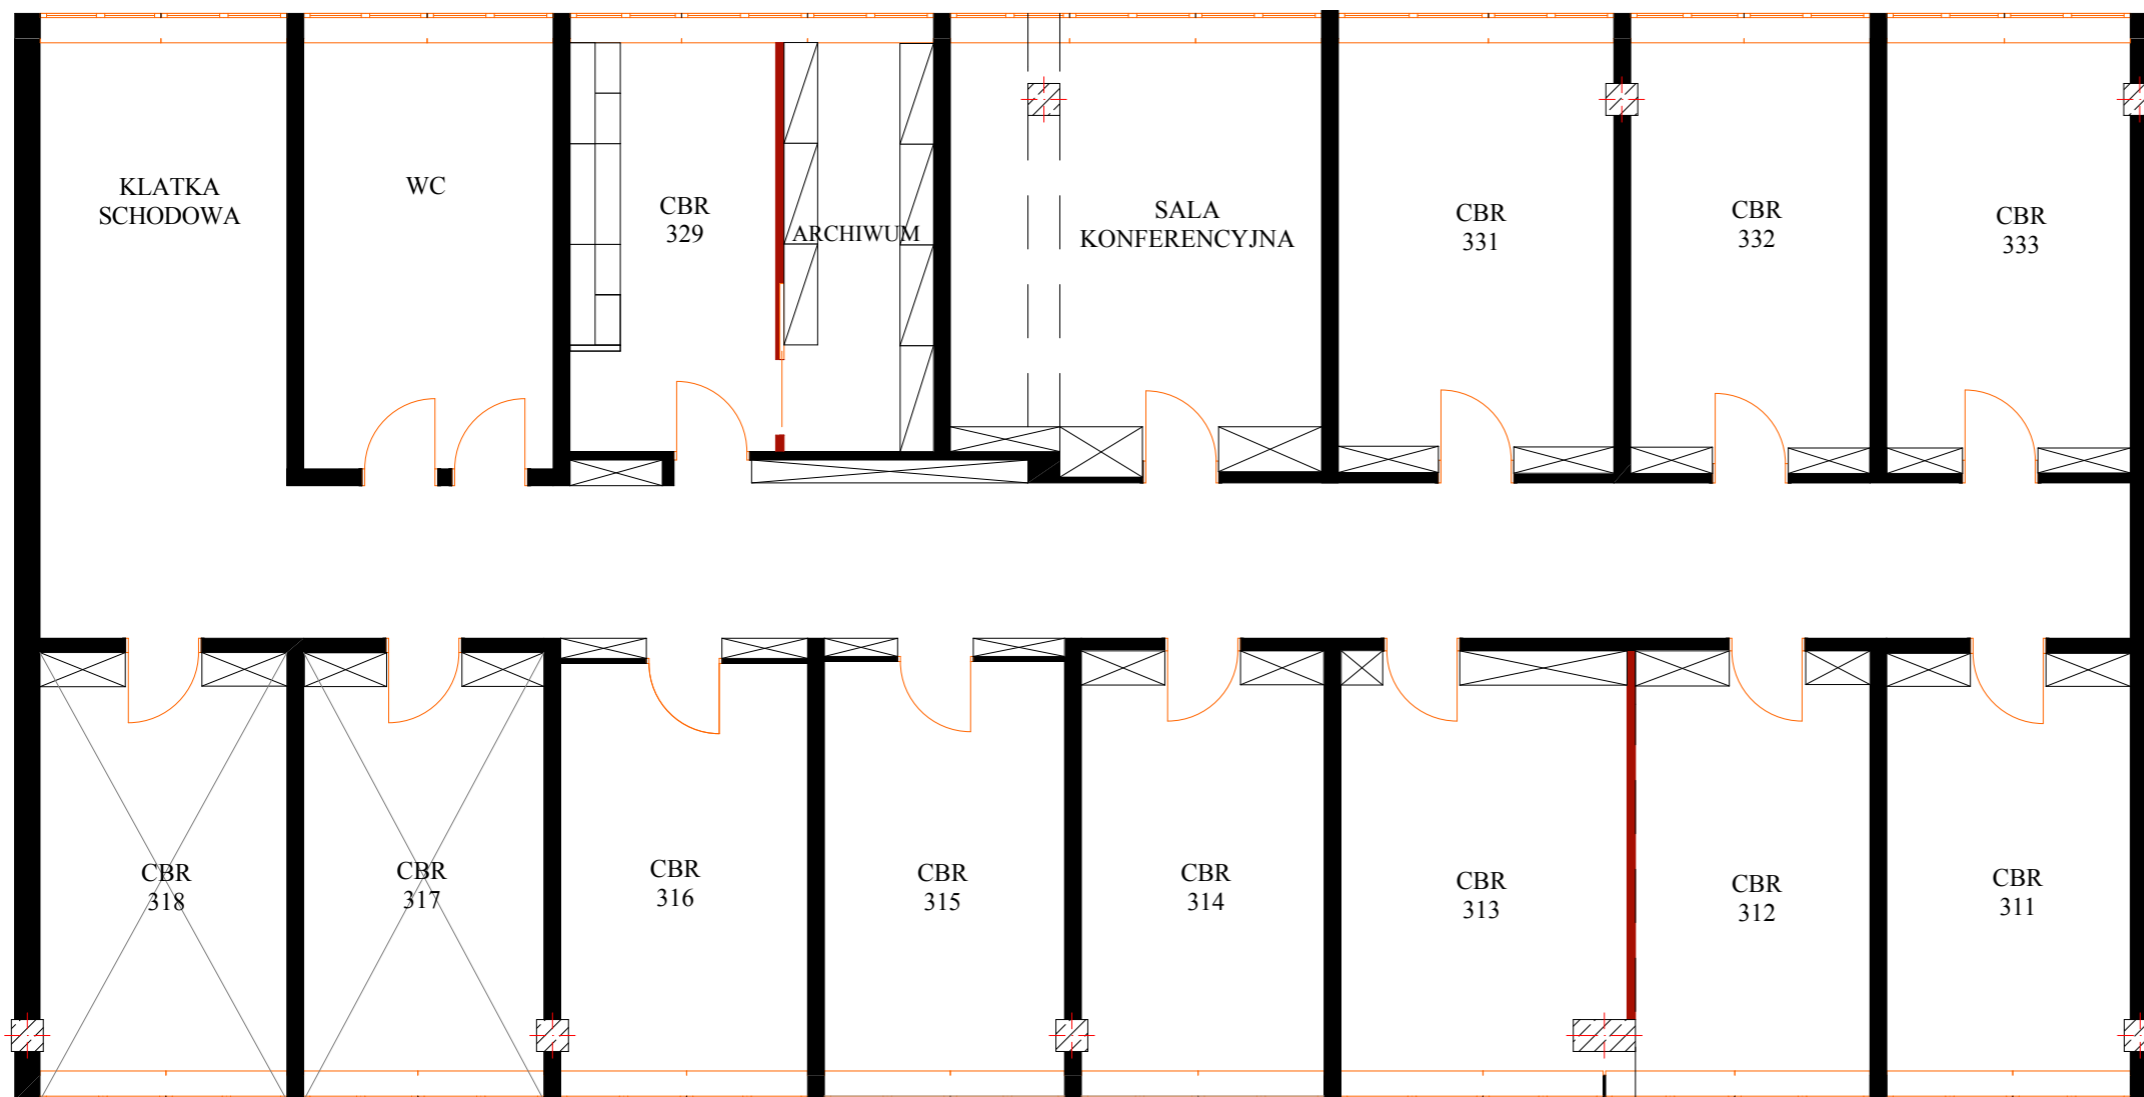 KLATKA
SCHODOWA
WC
CBR
329
ARCHIWUM
SALA
KONFERENCYJNA
CBR
331
CBR
332
CBR
333
CBR
318
CBR
317
CBR
316
CBR
315
CBR
314
CBR
313
CBR
312
CBR
311